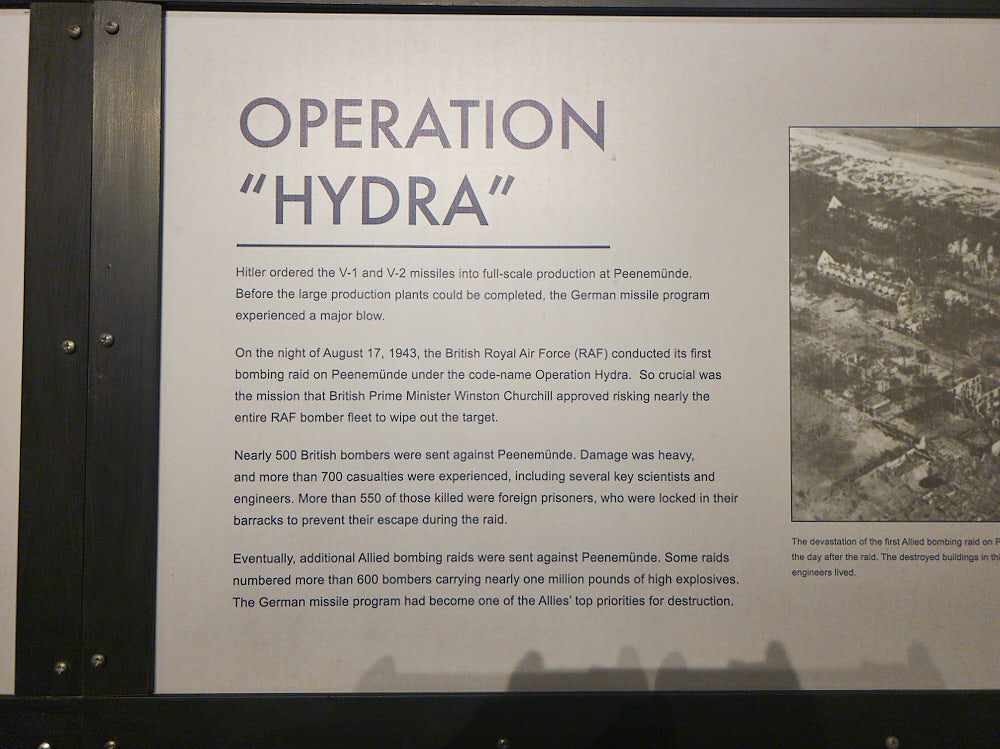 OPERATION
“HYDRA”
Hitler ordered the V-1 and V-2 missiles into full-scale production at Peenemünde.
Before the large production plants could be completed, the German missile program
experienced a major blow.
On the night of August 17, 1943, the British Royal Air Force (RAF) conducted its first
bombing raid on Peenemünde under the code-name Operation Hydra.  So crucial was
the mission that British Prime Minister Winston Churchill approved risking nearly the
entire RAF bomber fleet to wipe out the target.
Nearly 500 British bombers were sent against Peenemünde. Damage was heavy,
and more than 700 casualties were experienced, including several key scientists and
engineers. More than 550 of those killed were foreign prisoners, who were locked in their
barracks to prevent their escape during the raid.
Eventually, additional Allied bombing raids were sent against Peenemünde. Some raids
numbered more than 600 bombers carrying nearly one million pounds of high explosives.
The German missile program had become one of the Allies’ top priorities for destruction.
The devastation of the first Allied bombing raid on
the day after the raid. The destroyed buildings in
engineers lived.